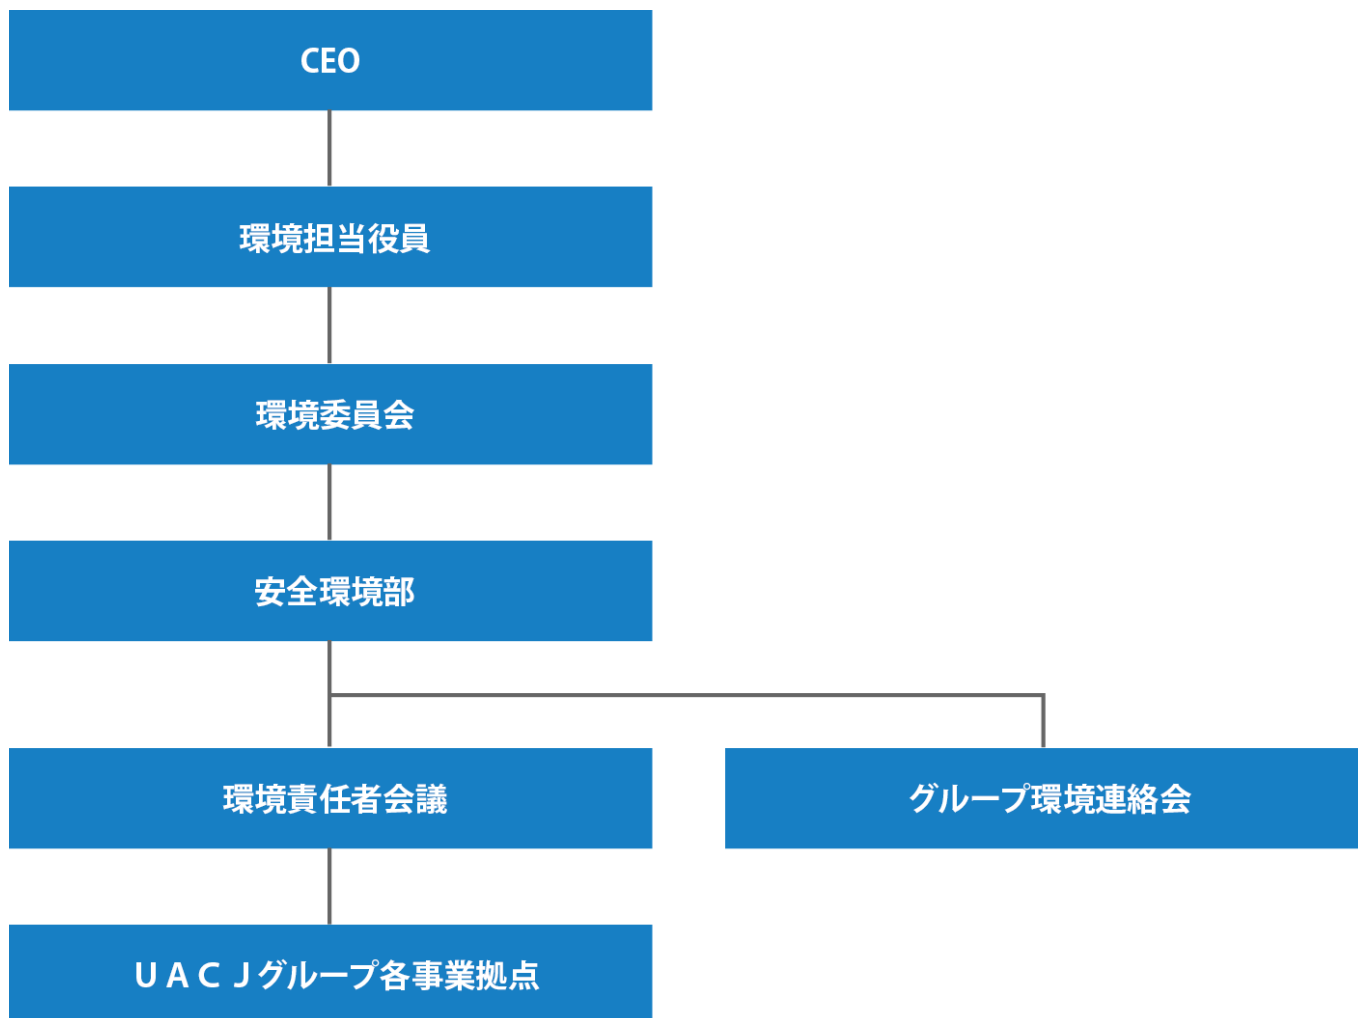 CEO
環境担当役員
環境委員会
安全環境部
環境責任者会議
グループ環境連絡会
ＵＡＣＪグループ各事業拠点